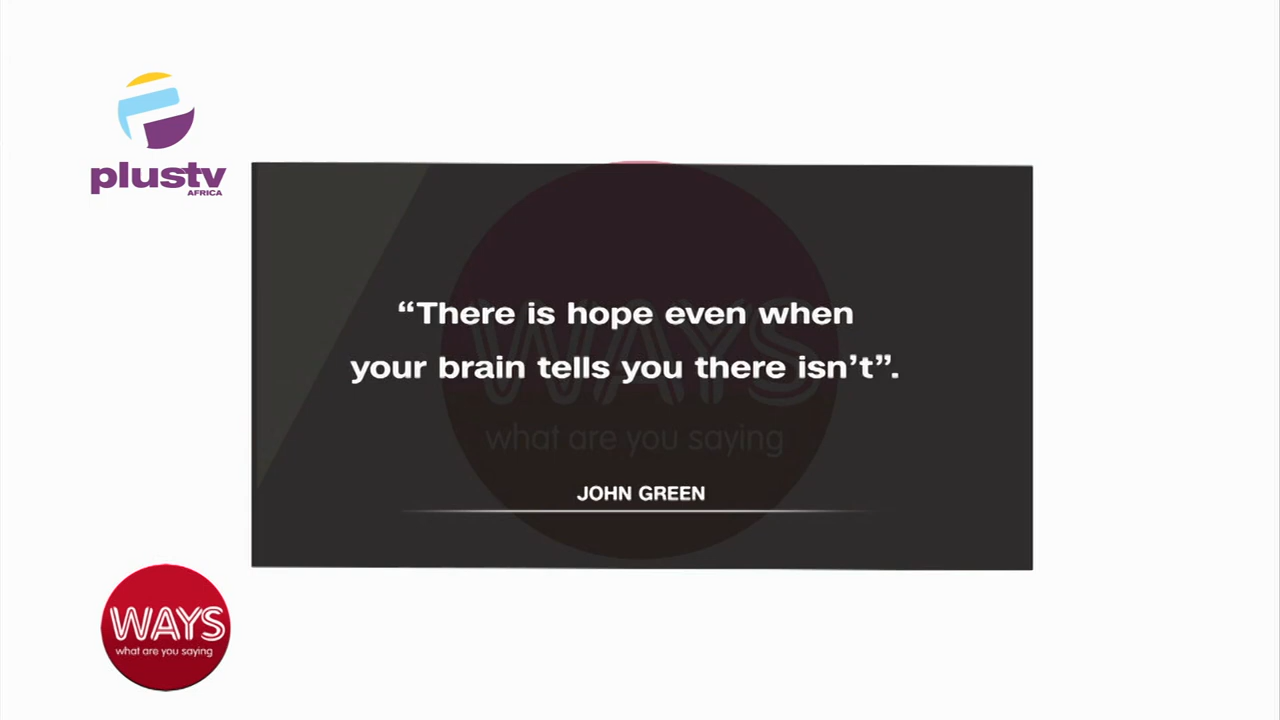 plustv
AFRICA
“There is hope even when
your brain tells you there isn’t”.
WAYS
what are you saying
JOHN GREEN
WAYS
what are you saying